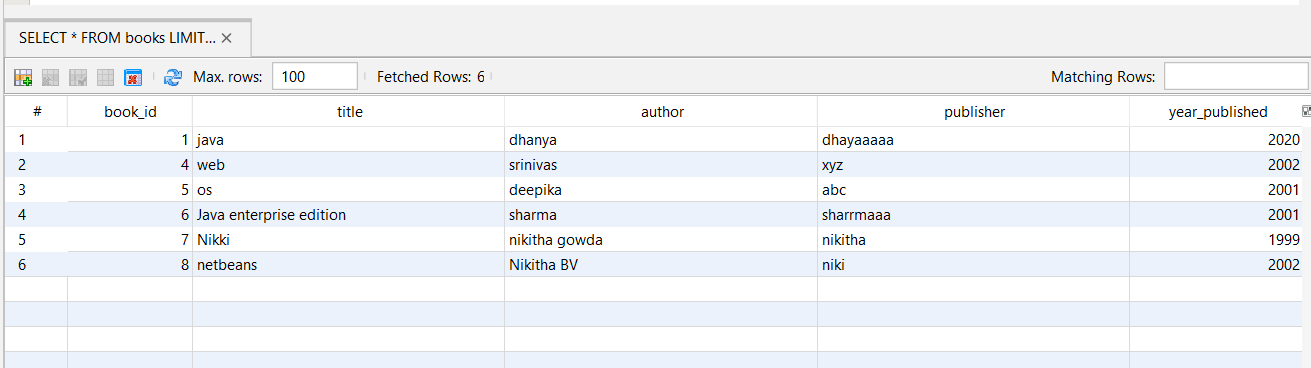 SELECT * FROM books LIMIT...
Max. rows: 100 Fetched Rows: 6 Matching Rows:
# book_id title author publisher year_published
1 1 java dhanya dhayaaaaa 2020
2 4 web srinivas xyz 2002
3 5 os deepika abc 2001
4 6 Java enterprise edition sharma sharrmaaa 2001
5 7 Nikki nikitha gowda nikitha 1999
6 8 netbeans Nikitha BV niki 2002